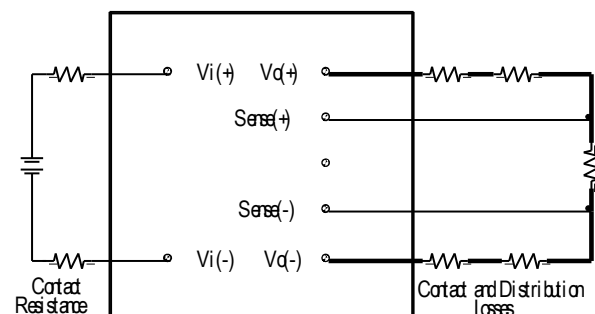 Vi(+) Vo(+)
Sense(+)
Sense(-)
Vi(-) Vo(-)
Contact
Resistance
Contact and Distribution
Losses